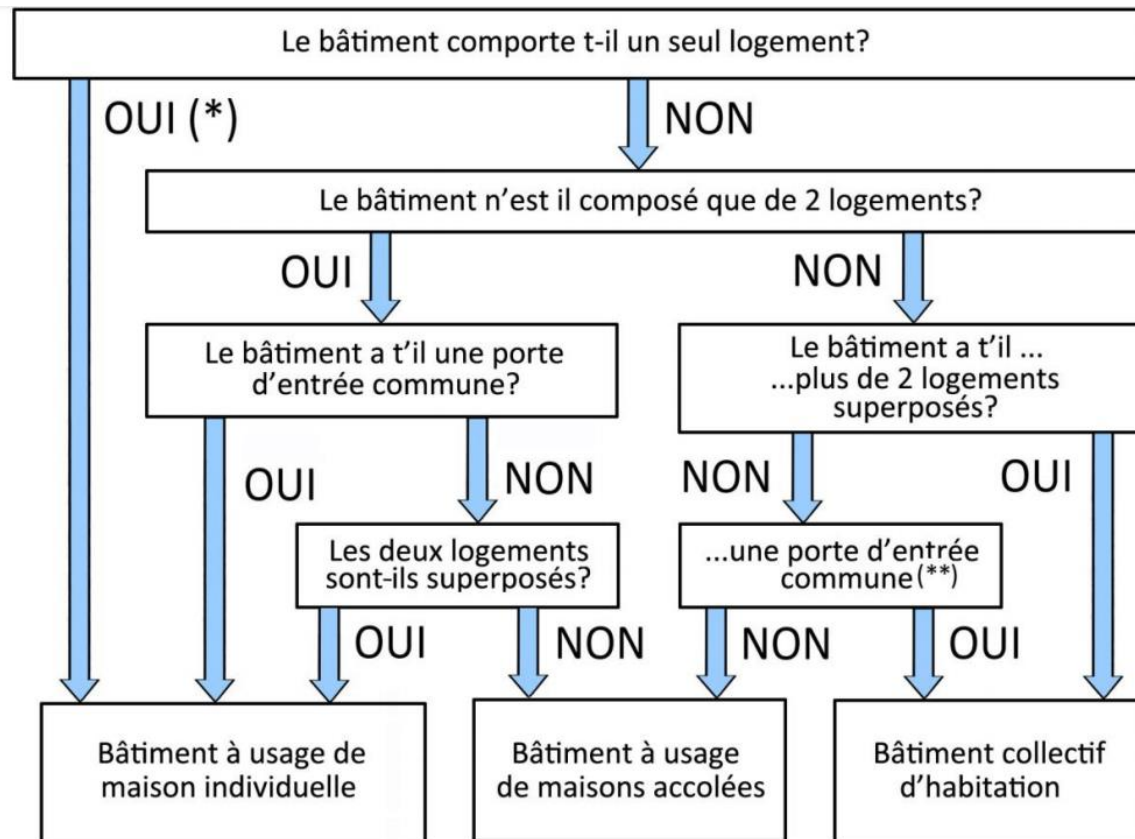 Le bâtiment comporte t-il un seul logement?
OUI (*)
NON
Le bâtiment n’est il composé que de 2 logements?
OUI
NON
Le bâtiment a t’il une porte
d’entrée commune?
Le bâtiment a t’il ...
...plus de 2 logements
superposés?
OUI
NON
NON
OUI
Les deux logements
sont-ils superposés?
...une porte d’entrée
commune(**)
OUI
NON
NON
OUI
Bâtiment à usage de
maison individuelle
Bâtiment à usage
de maisons accolées
Bâtiment collectif
d’habitation